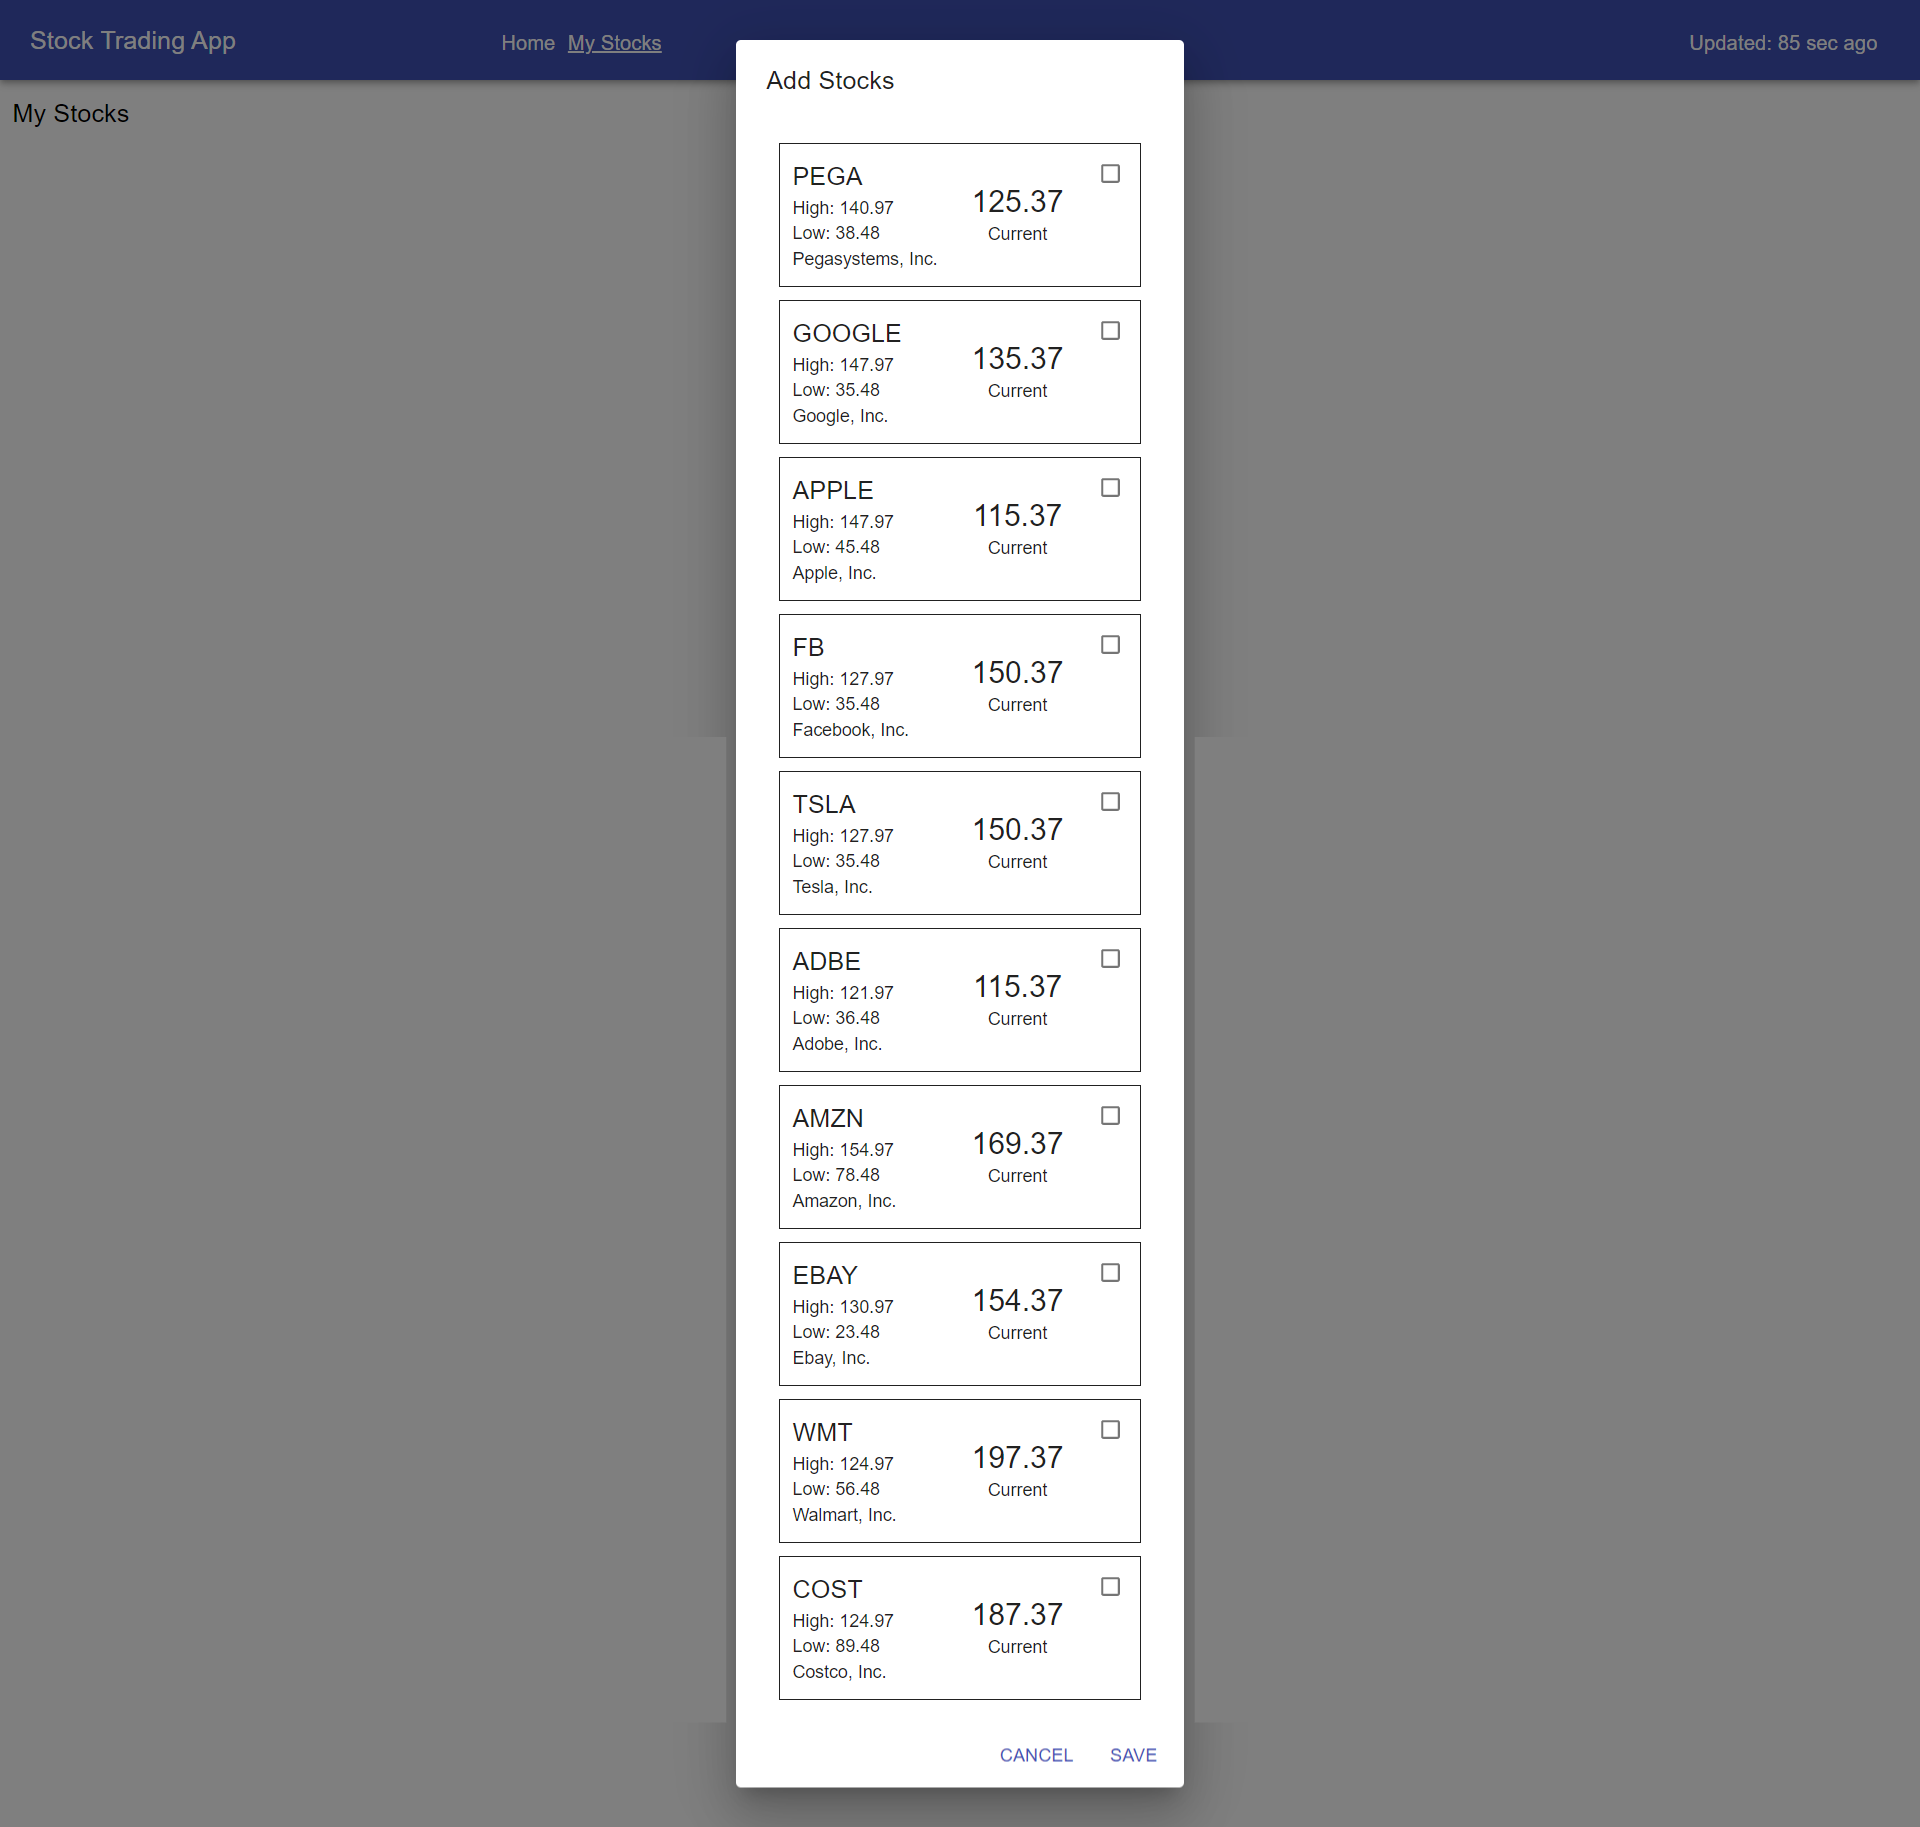 Stock Trading App
Home My Stocks
Updated: 85 sec ago
My Stocks
Add Stocks
PEGA
High: 140.97
Low: 38.48
Pegasystems, Inc.
125.37
Current
GOOGLE
High: 147.97
Low: 35.48
Google, Inc.
135.37
Current
APPLE
High: 147.97
Low: 45.48
Apple, Inc.
115.37
Current
FB
High: 127.97
Low: 35.48
Facebook, Inc.
150.37
Current
TSLA
High: 127.97
Low: 35.48
Tesla, Inc.
150.37
Current
ADBE
High: 121.97
Low: 36.48
Adobe, Inc.
115.37
Current
AMZN
High: 154.97
Low: 78.48
Amazon, Inc.
169.37
Current
EBAY
High: 130.97
Low: 23.48
Ebay, Inc.
154.37
Current
WMT
High: 124.97
Low: 56.48
Walmart, Inc.
197.37
Current
COST
High: 124.97
Low: 89.48
Costco, Inc.
187.37
Current
CANCEL SAVE